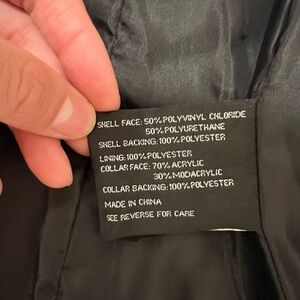 SHELL FACE: 50% POLYVINYL CHLORIDE
50% POLYURETHANE
SHELL BACKING: 100% POLYESTER
LINING: 100% POLYESTER
COLLAR FACE: 70% ACRYLIC
30% MODACRYLIC
COLLAR BACKING: 100% POLYESTER
MADE IN CHINA
SEE REVERSE FOR CARE